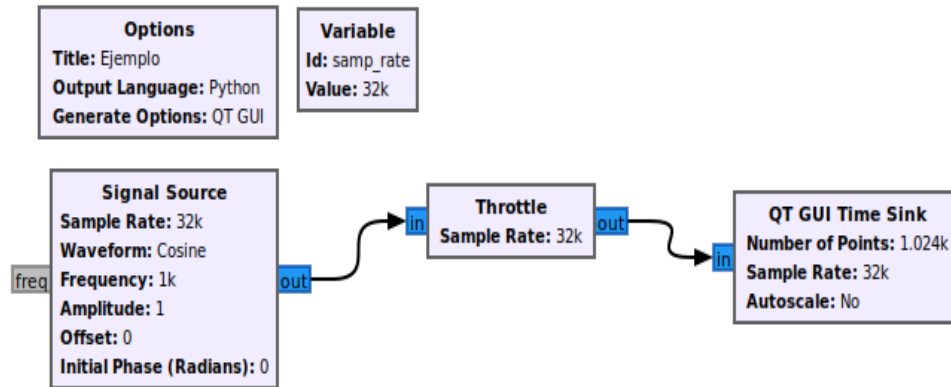 Options
Title: Ejemplo
Output Language: Python
Generate Options: QT GUI
Variable
Id: samp_rate
Value: 32k
Signal Source
Sample Rate: 32k
Waveform: Cosine
Frequency: 1k
Amplitude: 1
Offset: 0
Initial Phase (Radians): 0
freq
out
Throttle
Sample Rate: 32k
in
out
QT GUI Time Sink
Number of Points: 1.024k
Sample Rate: 32k
Autoscale: No
in